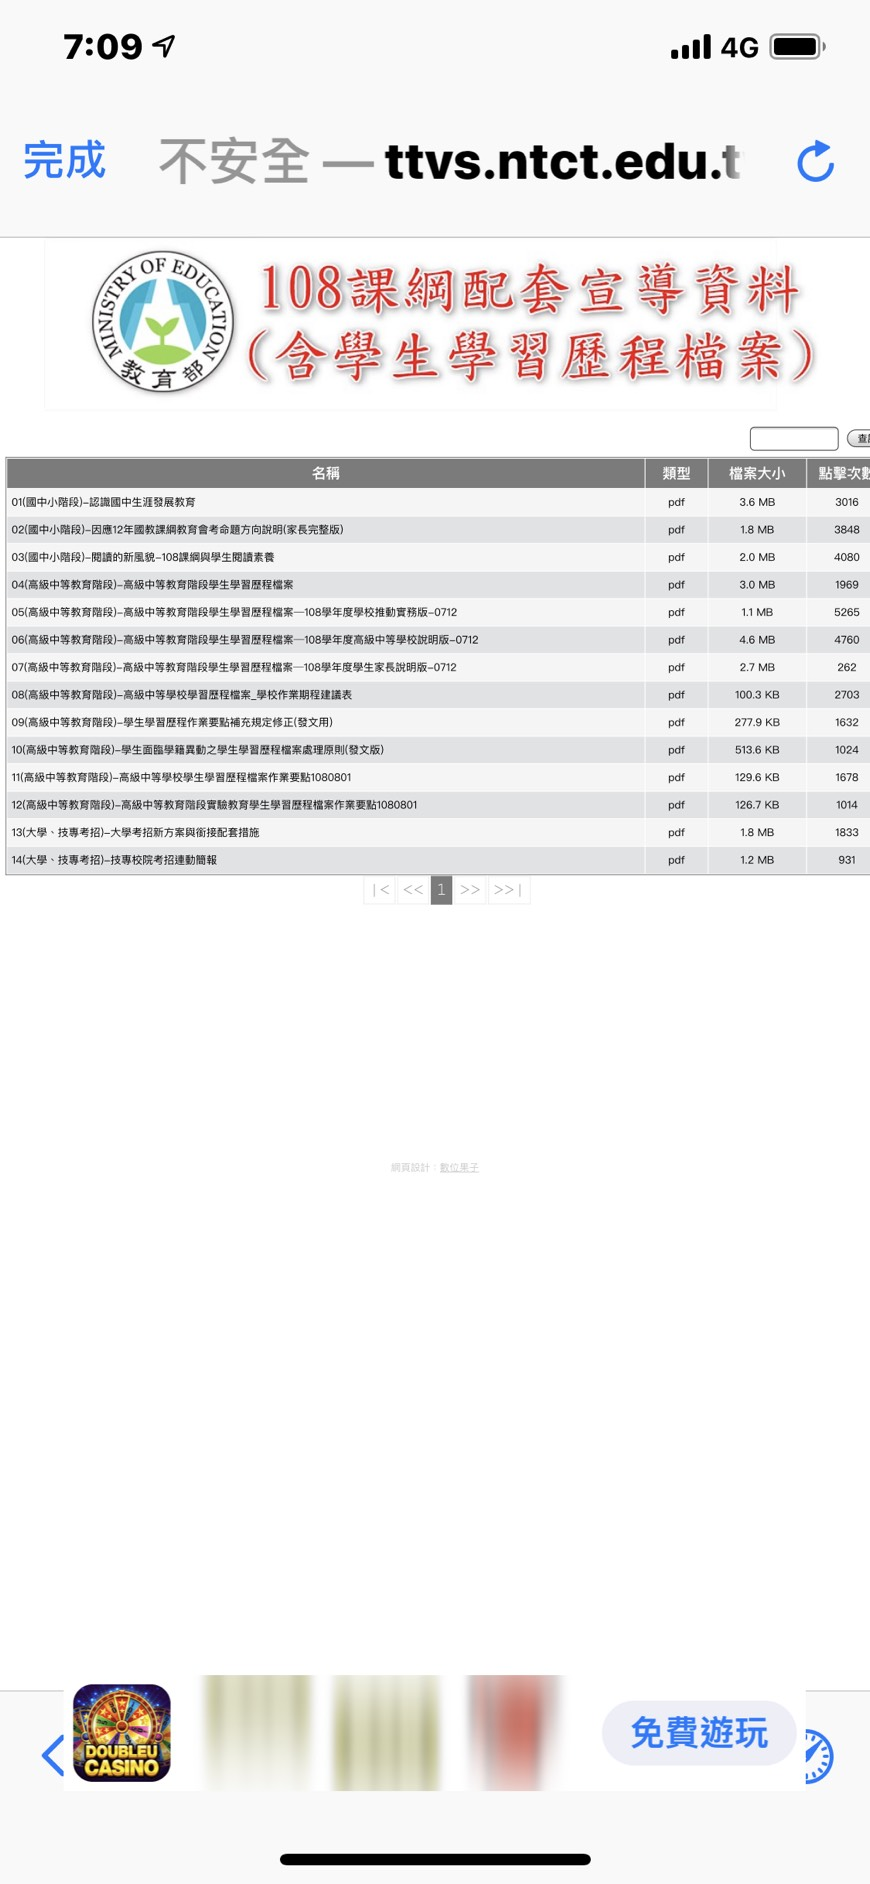 7:09
4G
完成
不安全 — ttvs.ntct.edu.t
MINISTRY OF EDUCATION
教育部
108課綱配套宣導資料
(含學生學習歷程檔案)
名稱 類型 檔案大小 點擊次數
01(國中小階段)-認識國中生涯發展教育 pdf 3.6 MB 3016
02(國中小階段)-因應12年國教課綱教育會考命題方向說明(家長完整版) pdf 1.8 MB 3848
03(國中小階段)-閱讀的新風貌-108課綱與學生閱讀素養 pdf 2.0 MB 4080
04(高級中等教育階段)-高級中等教育階段學生學習歷程檔案 pdf 3.0 MB 1969
05(高級中等教育階段)-高級中等教育階段學生學習歷程檔案—108學年度學校推動實務版-0712 pdf 1.1 MB 5265
06(高級中等教育階段)-高級中等教育階段學生學習歷程檔案—108學年度高級中等學校說明版-0712 pdf 4.6 MB 4760
07(高級中等教育階段)-高級中等教育階段學生學習歷程檔案—108學年度學生家長說明版-0712 pdf 2.7 MB 262
08(高級中等教育階段)-高級中等學校學習歷程檔案_學校作業期程建議表 pdf 100.3 KB 2703
09(高級中等教育階段)-學生學習歷程作業要點補充規定修正(發文用) pdf 277.9 KB 1632
10(高級中等教育階段)-學生面臨學籍異動之學生學習歷程檔案處理原則(發文版) pdf 513.6 KB 1024
11(高級中等教育階段)-高級中等學校學生學習歷程檔案作業要點1080801 pdf 129.6 KB 1678
12(高級中等教育階段)-高級中等教育階段實驗教育學生學習歷程檔案作業要點1080801 pdf 126.7 KB 1014
13(大學、技專考招)-大學考招新方案與銜接配套措施 pdf 1.8 MB 1833
14(大學、技專考招)-技專校院考招連動簡報 pdf 1.2 MB 931
|< << 1 >> >>|
網頁設計：數位果子
DOUBLEU
CASINO
免費遊玩